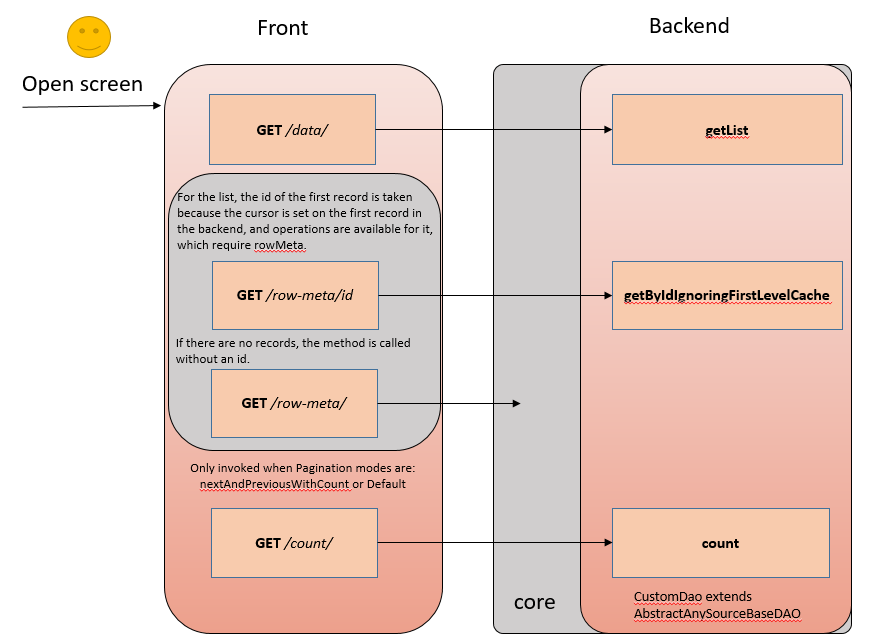 Front
Backend
Open screen
GET /data/
getList
For the list, the id of the first record is taken
because the cursor is set on the first record in
the backend, and operations are available for it,
which require rowMeta.
GET /row-meta/id
getByIdIgnoringFirstLevelCache
If there are no records, the method is called
without an id.
GET /row-meta/
Only invoked when Pagination modes are:
nextAndPreviousWithCount or Default
GET /count/
count
core
CustomDao extends
AbstractAnySourceBaseDAO